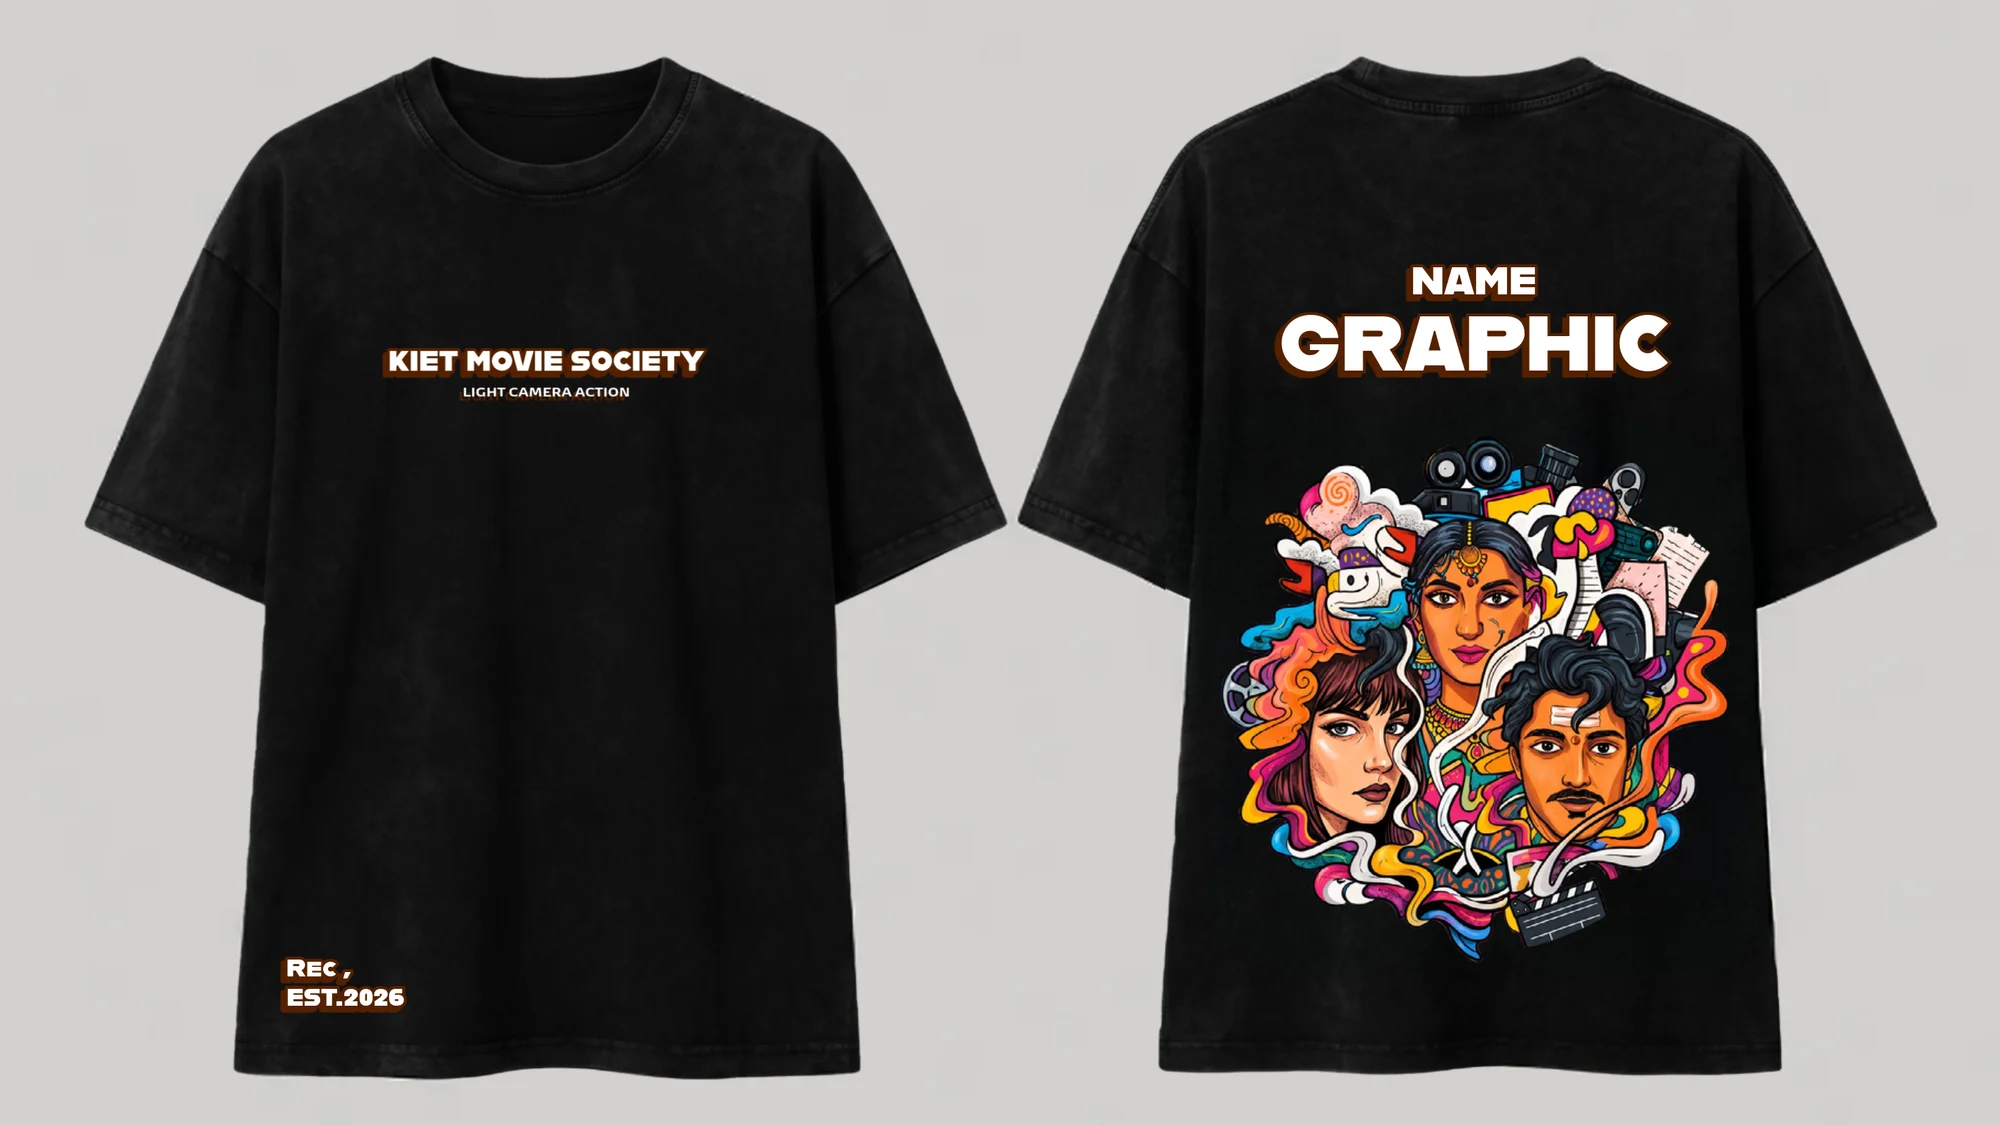 KIET MOVIE SOCIETY
LIGHT CAMERA ACTION
REC ,
EST.2026
NAME
GRAPHIC